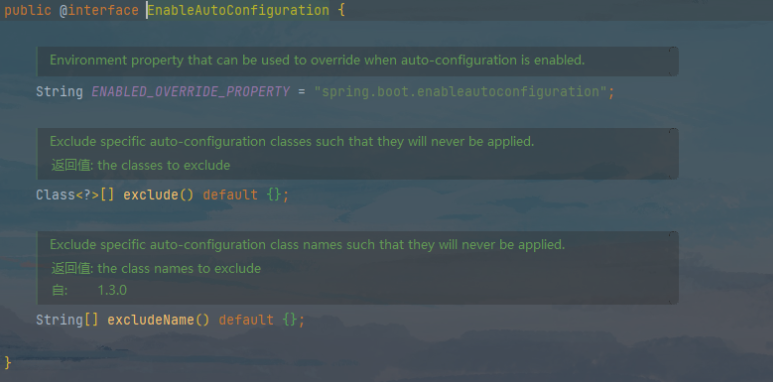 public @interface EnableAutoConfiguration {
Environment property that can be used to override when auto-configuration is enabled.
String ENABLED_OVERRIDE_PROPERTY = "spring.boot.enableautoconfiguration";
Exclude specific auto-configuration classes such that they will never be applied.
返回值: the classes to exclude
Class<?>[] exclude() default {};
Exclude specific auto-configuration class names such that they will never be applied.
返回值: the class names to exclude
自: 1.3.0
String[] excludeName() default {};
}